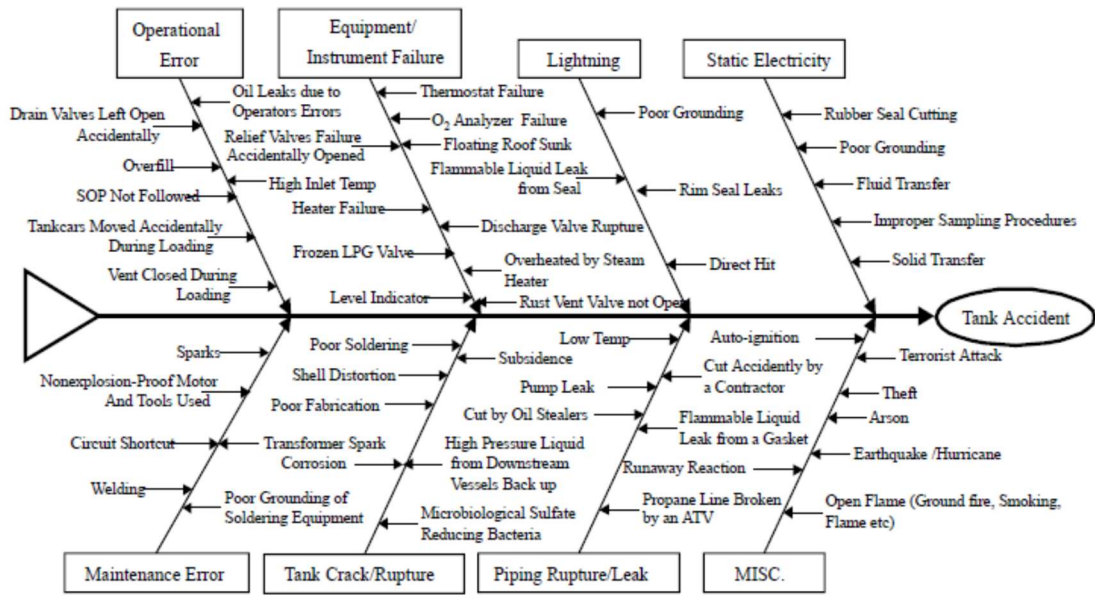 Operational
Error
Equipment/
Instrument Failure
Lightning
Static Electricity
Oil Leaks due to
Operators Errors
Drain Valves Left Open
Accidentally
Overfill
High Inlet Temp
SOP Not Followed
Tankcars Moved Accidentally
During Loading
Vent Closed During
Loading
Thermostat Failure
O2 Analyzer Failure
Relief Valves Failure
Accidentally Opened
Floating Roof Sunk
Heater Failure
Discharge Valve Rupture
Frozen LPG Valve
Overheated by Steam
Heater
Level Indicator
Rust Vent Valve not Open
Poor Grounding
Flammable Liquid Leak
from Seal
Rim Seal Leaks
Direct Hit
Rubber Seal Cutting
Poor Grounding
Fluid Transfer
Improper Sampling Procedures
Solid Transfer
Tank Accident
Sparks
Nonexplosion-Proof Motor
And Tools Used
Circuit Shortcut
Transformer Spark
Welding
Poor Grounding of
Soldering Equipment
Poor Soldering
Subsidence
Shell Distortion
Poor Fabrication
Corrosion
High Pressure Liquid
from Downstream
Vessels Back up
Microbiological Sulfate
Reducing Bacteria
Low Temp
Cut Accidently by
a Contractor
Pump Leak
Cut by Oil Stealers
Flammable Liquid
Leak from a Gasket
Propane Line Broken
by an ATV
Auto-ignition
Terrorist Attack
Theft
Arson
Earthquake /Hurricane
Runaway Reaction
Open Flame (Ground fire, Smoking,
Flame etc)
Maintenance Error
Tank Crack/Rupture
Piping Rupture/Leak
MISC.